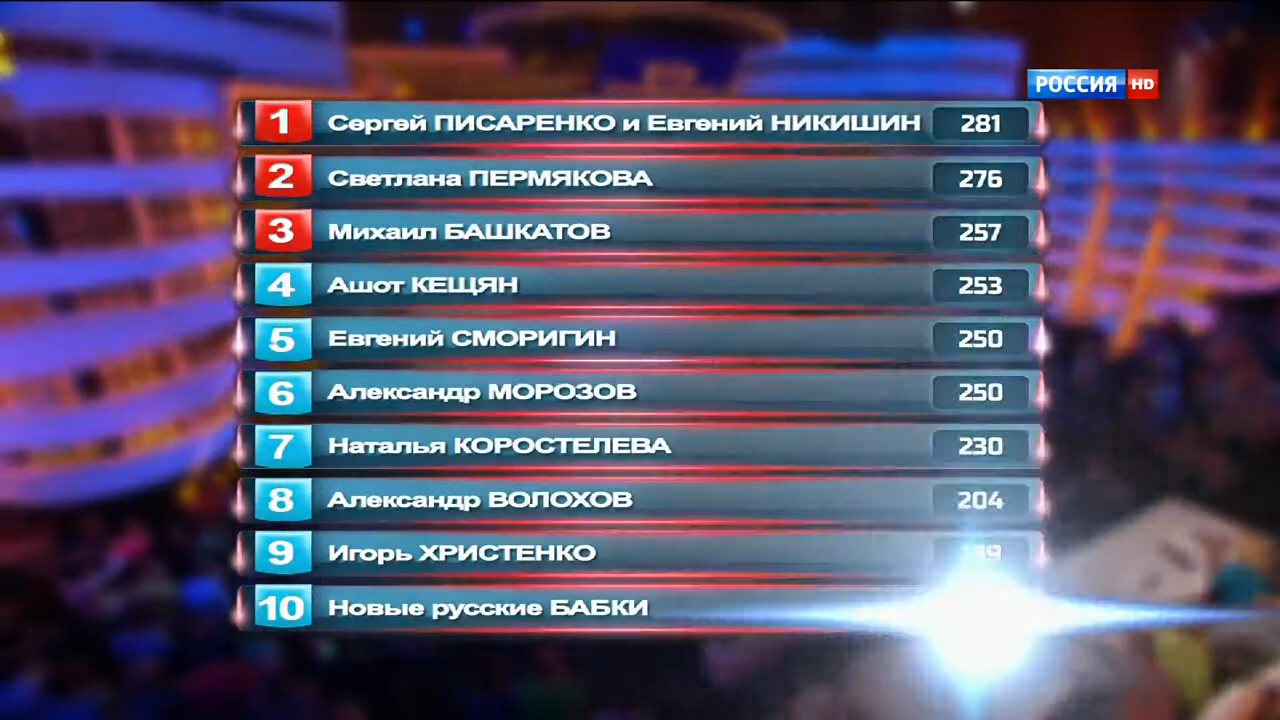 РОССИЯ HD
1 Сергей ПИСАРЕНКО и Евгений НИКИШИН 281
2 Светлана ПЕРМЯКОВА 276
3 Михаил БАШКАТОВ 257
4 Ашот КЕЩЯН 253
5 Евгений СМОРИГИН 250
6 Александр МОРОЗОВ 250
7 Наталья КОРОСТЕЛЕВА 230
8 Александр ВОЛОХОВ 204
9 Игорь ХРИСТЕНКО
10 Новые русские БАБКИ